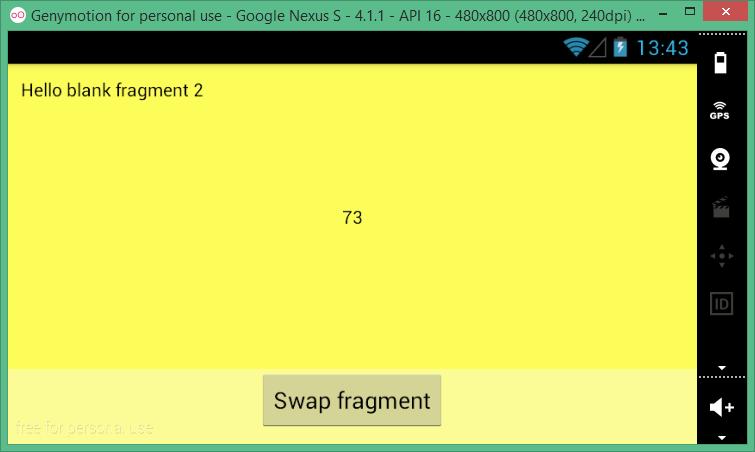 Genymotion for personal use - Google Nexus S - 4.1.1 - API 16 - 480x800 (480x800, 240dpi) ...
13:43
Hello blank fragment 2
GPS
73
ID
Swap fragment
free for personal use